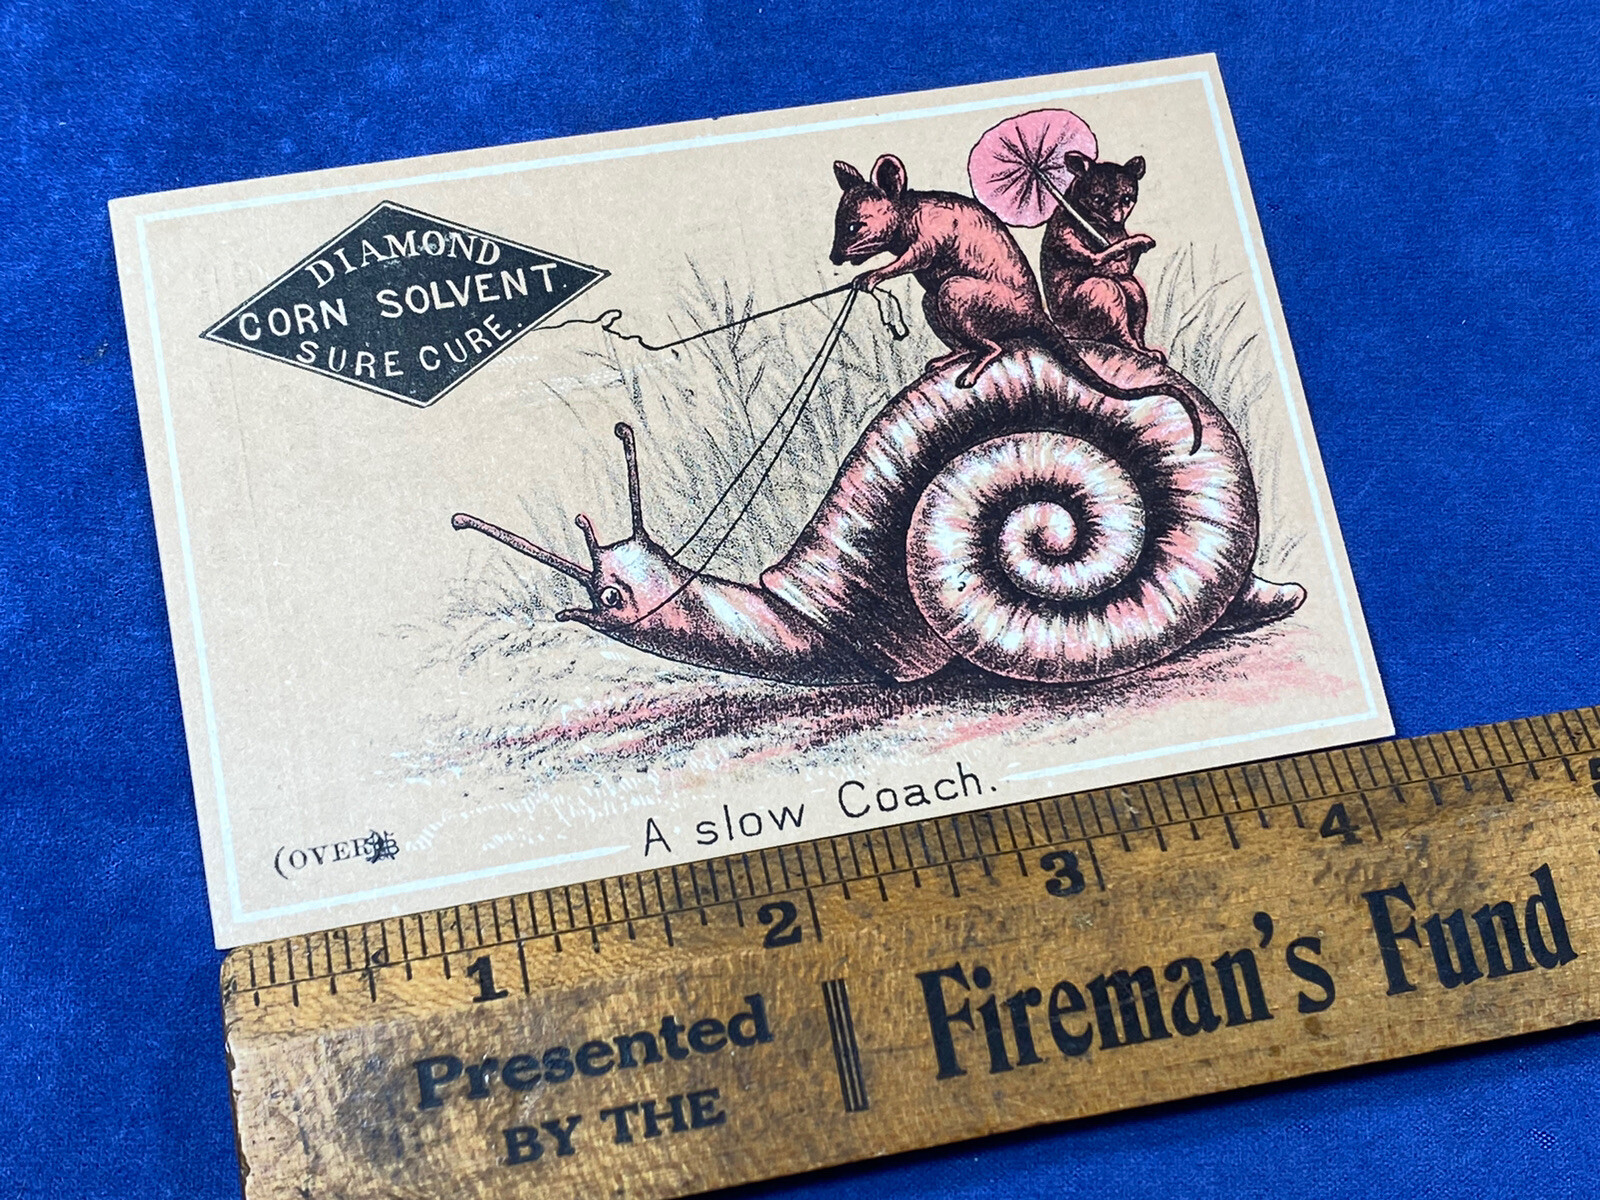 DIAMOND
CORN SOLVENT.
SURE CURE.
A slow Coach.
(OVER
1 2 3 4
Presented
BY THE
Fireman's Fund